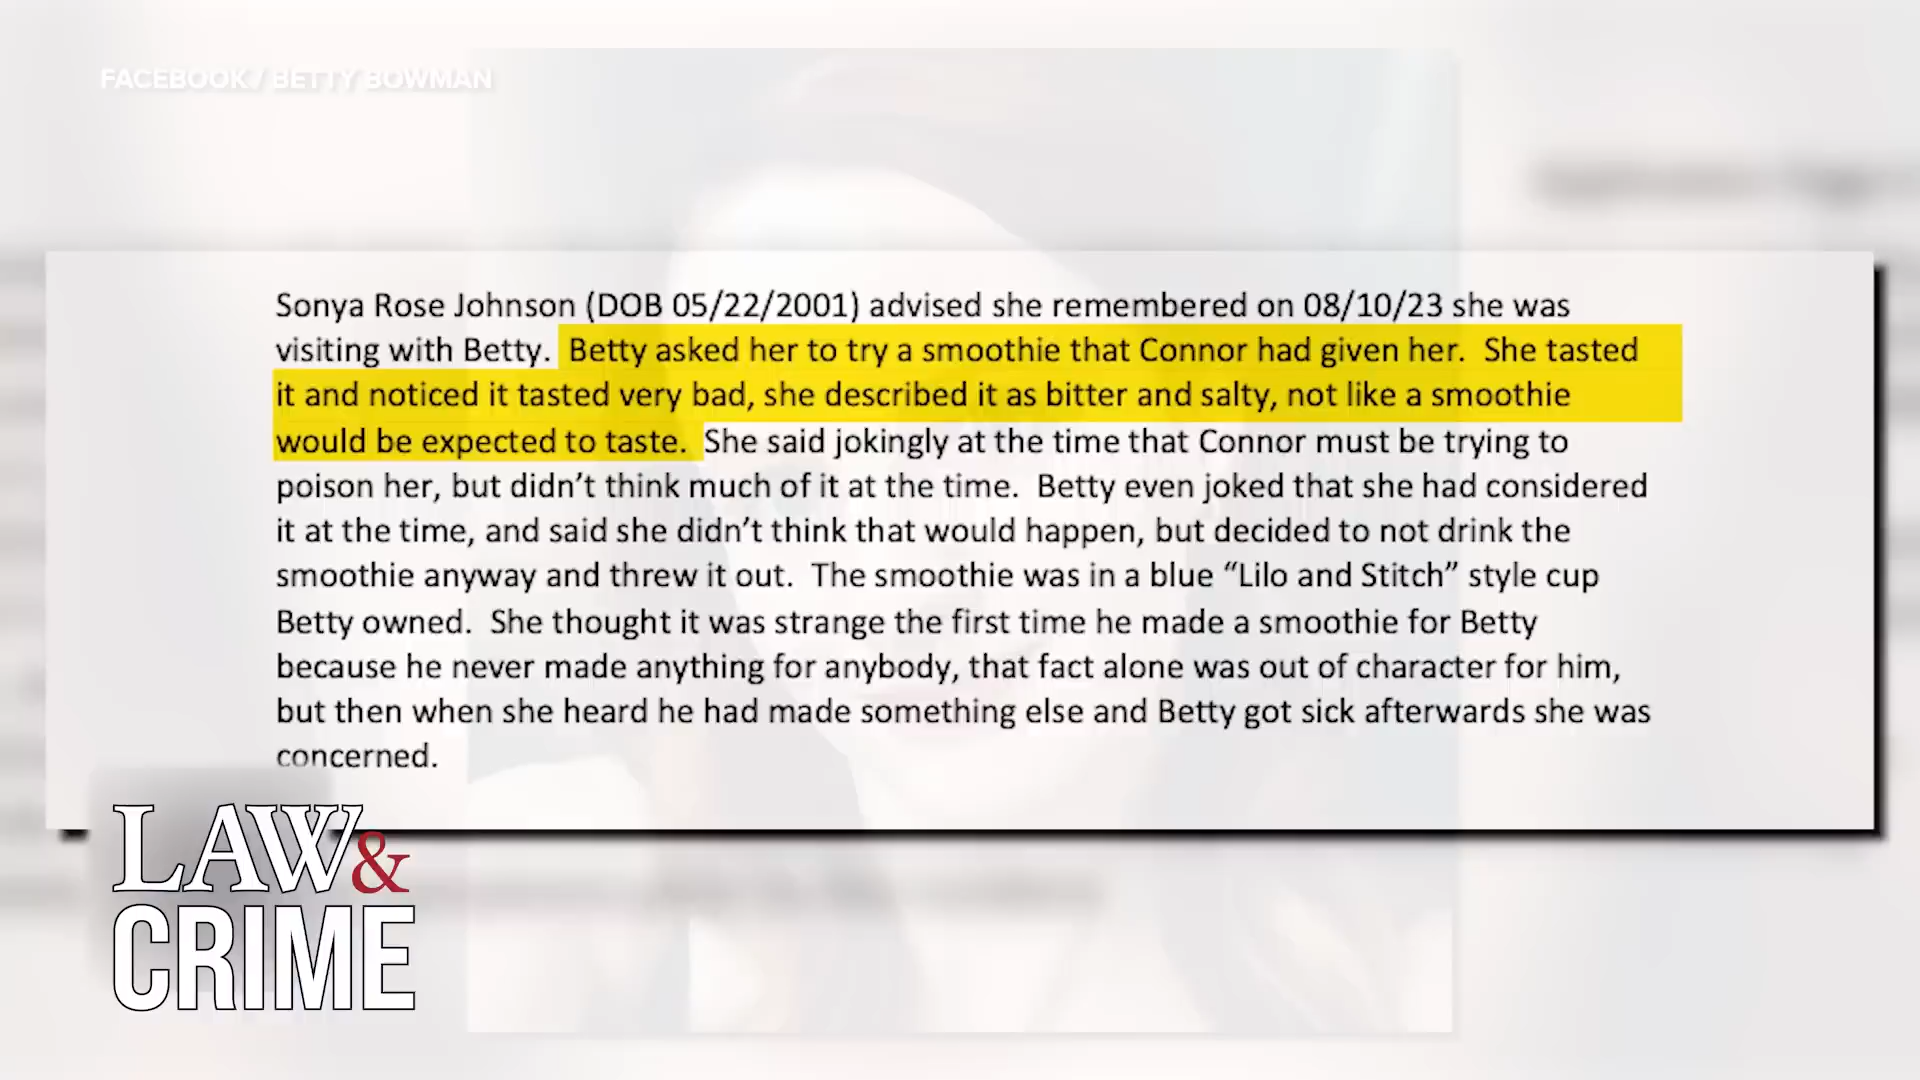 FACEBOOK / BETTY BOWMAN
Sonya Rose Johnson (DOB 05/22/2001) advised she remembered on 08/10/23 she was
visiting with Betty.  Betty asked her to try a smoothie that Connor had given her.  She tasted
it and noticed it tasted very bad, she described it as bitter and salty, not like a smoothie
would be expected to taste.  She said jokingly at the time that Connor must be trying to
poison her, but didn’t think much of it at the time.  Betty even joked that she had considered
it at the time, and said she didn’t think that would happen, but decided to not drink the
smoothie anyway and threw it out.  The smoothie was in a blue “Lilo and Stitch” style cup
Betty owned.  She thought it was strange the first time he made a smoothie for Betty
because he never made anything for anybody, that fact alone was out of character for him,
but then when she heard he had made something else and Betty got sick afterwards she was
concerned.
LAW&
CRIME